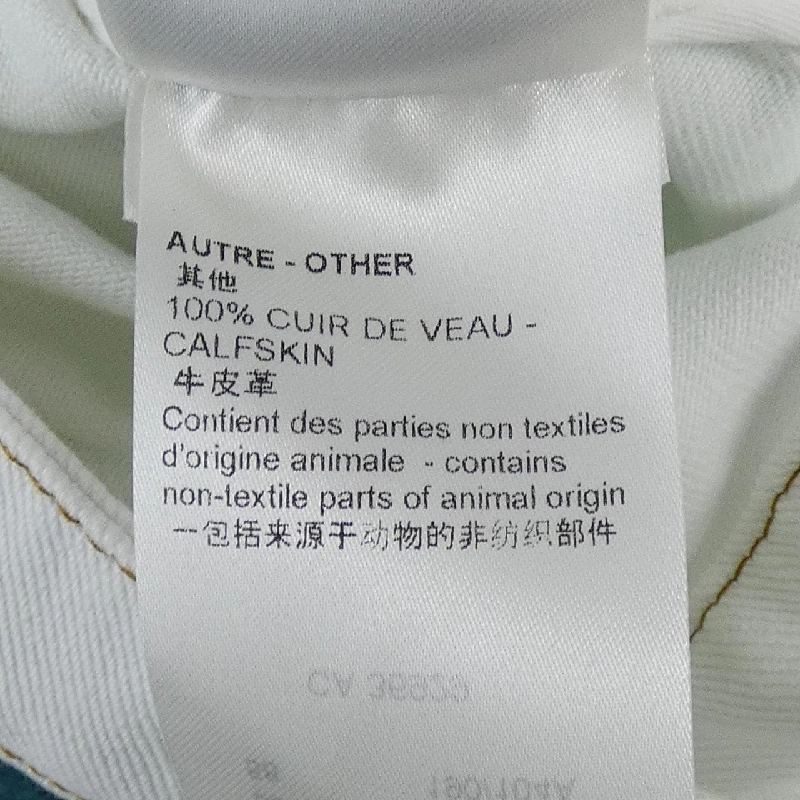 AUTRE - OTHER
其他
100% CUIR DE VEAU -
CALFSKIN
牛皮革
Contient des parties non textiles
d'origine animale - contains
non-textile parts of animal origin
一包括来源于动物的非纺织部件
CA 36929